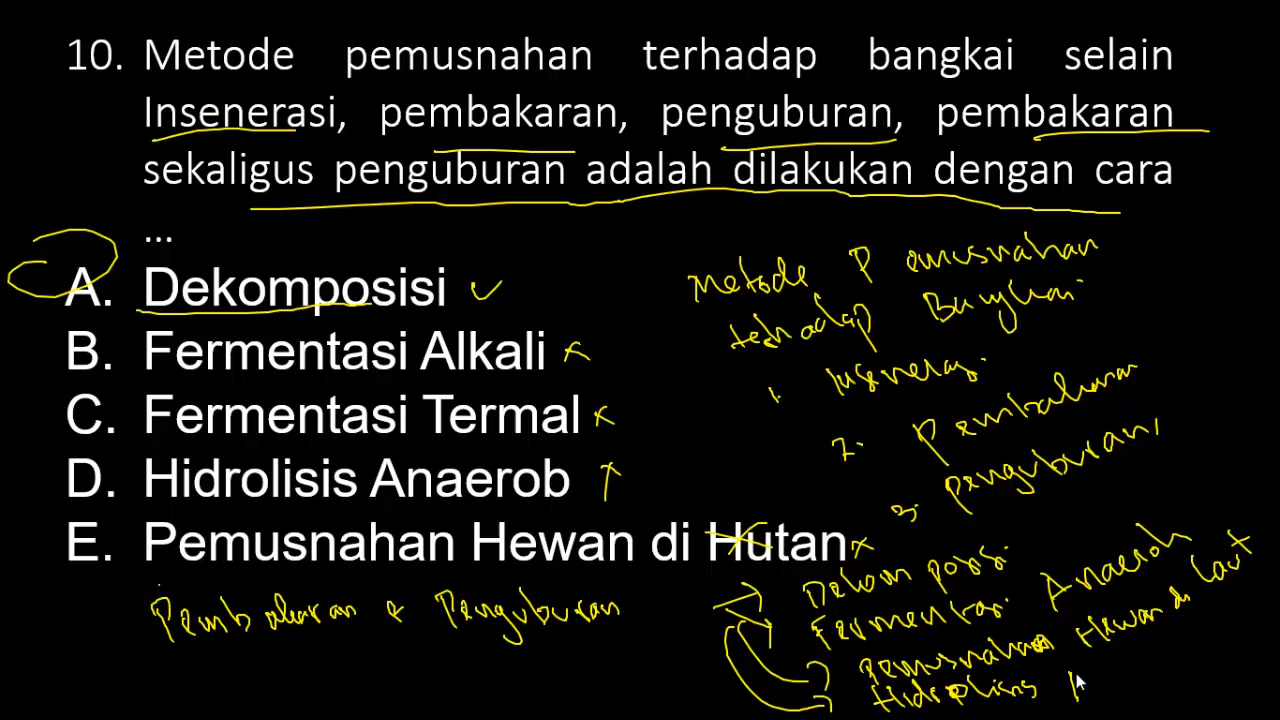 10. Metode pemusnahan terhadap bangkai selain
Insenerasi, pembakaran, penguburan, pembakaran
sekaligus penguburan adalah dilakukan dengan cara
...
A. Dekomposisi
B. Fermentasi Alkali
C. Fermentasi Termal
D. Hidrolisis Anaerob
E. Pemusnahan Hewan di Hutan
Metode Pemusnahan
terhadap Bangkai
1. Insenerasi
2. Pembakaran
3. penguburan,
Pembakaran & Penguburan
Dekomposisi
Fermentasi Anaerob
pemusnahan Hewan di Laut